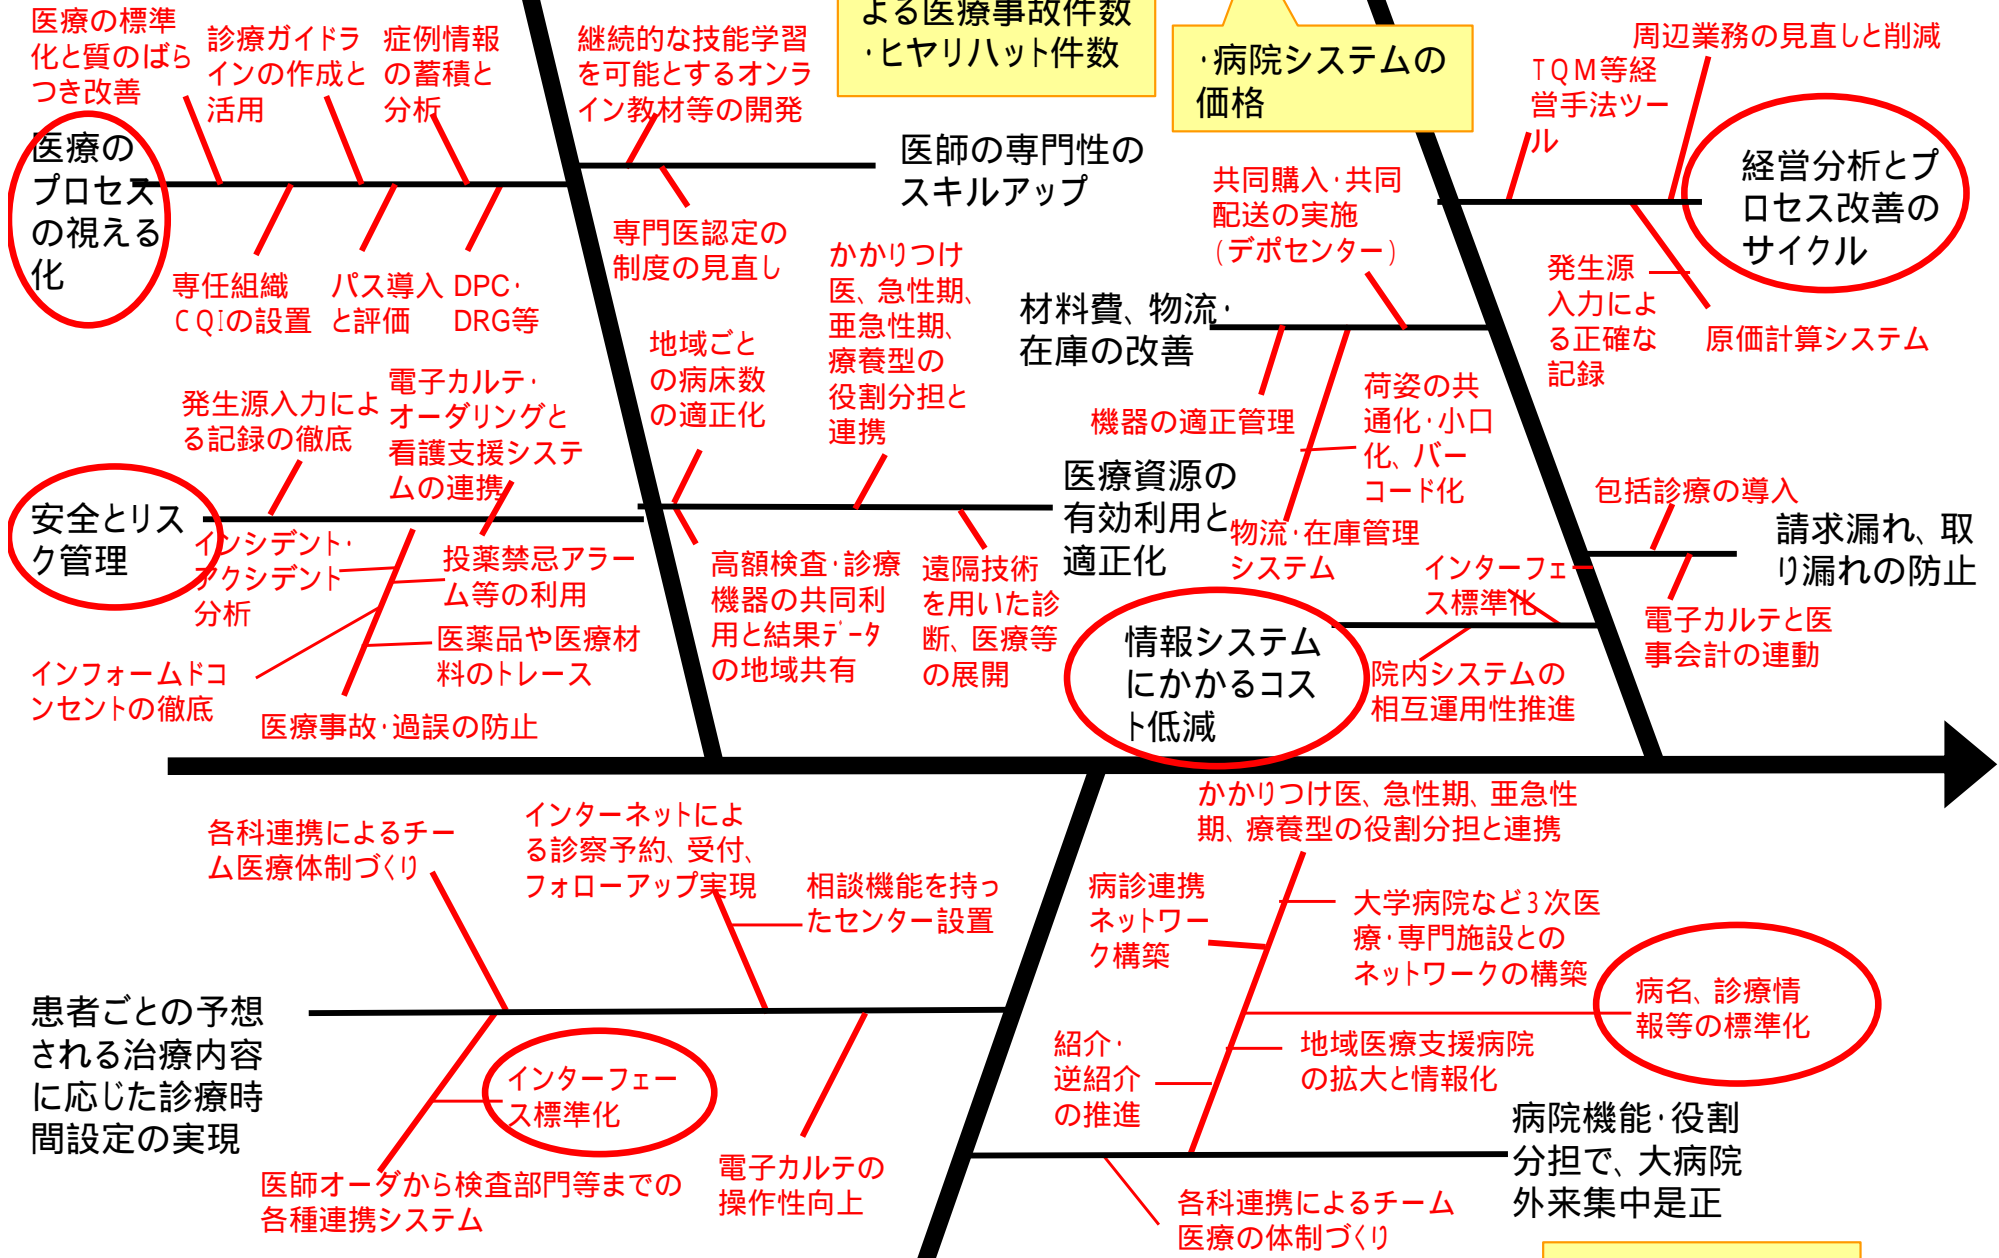 医療の標準
化と質のばら
つき改善
診療ガイドラ
インの作成と
活用
症例情報
の蓄積と
分析
継続的な技能学習
を可能とするオンラ
イン教材等の開発
よる医療事故件数
・ヒヤリハット件数
・病院システムの
価格
TQM等経
営手法ツー
ル
周辺業務の見直しと削減
医療の
プロセス
の視える
化
医師の専門性の
スキルアップ
共同購入・共同
配送の実施
(デポセンター)
経営分析とプ
ロセス改善の
サイクル
専任組織
CQIの設置
パス導入
と評価
DPC・
DRG等
専門医認定の
制度の見直し
かかりつけ
医、急性期、
亜急性期、
療養型の
役割分担と
連携
材料費、物流・
在庫の改善
発生源
入力によ
る正確な
記録
原価計算システム
地域ごと
の病床数
の適正化
発生源入力によ
る記録の徹底
電子カルテ・
オーダリングと
看護支援システ
ムの連携
機器の適正管理
荷姿の共
通化・小口
化、バー
コード化
医療資源の
有効利用と
適正化
包括診療の導入
安全とリス
ク管理
請求漏れ、取
り漏れの防止
インシデント・
アクシデント
分析
投薬禁忌アラー
ム等の利用
高額検査・診療
機器の共同利
用と結果データ
の地域共有
遠隔技術
を用いた診
断、医療等
の展開
物流・在庫管理
システム
インターフェ
ース標準化
電子カルテと医
事会計の連動
情報システム
にかかるコス
ト低減
医薬品や医療材
料のトレース
インフォームドコ
ンセントの徹底
医療事故・過誤の防止
院内システムの
相互運用性推進
各科連携によるチー
ム医療体制づくり
インターネットによ
る診察予約、受付、
フォローアップ実現
相談機能を持っ
たセンター設置
かかりつけ医、急性期、亜急性
期、療養型の役割分担と連携
病診連携
ネットワー
ク構築
大学病院など3次医
療・専門施設との
ネットワークの構築
病名、診療情
報等の標準化
患者ごとの予想
される治療内容
に応じた診療時
間設定の実現
インターフェー
ス標準化
紹介・
逆紹介
の推進
地域医療支援病院
の拡大と情報化
病院機能・役割
分担で、大病院
外来集中是正
医師オーダから検査部門等までの
各種連携システム
電子カルテの
操作性向上
各科連携によるチーム
医療の体制づくり